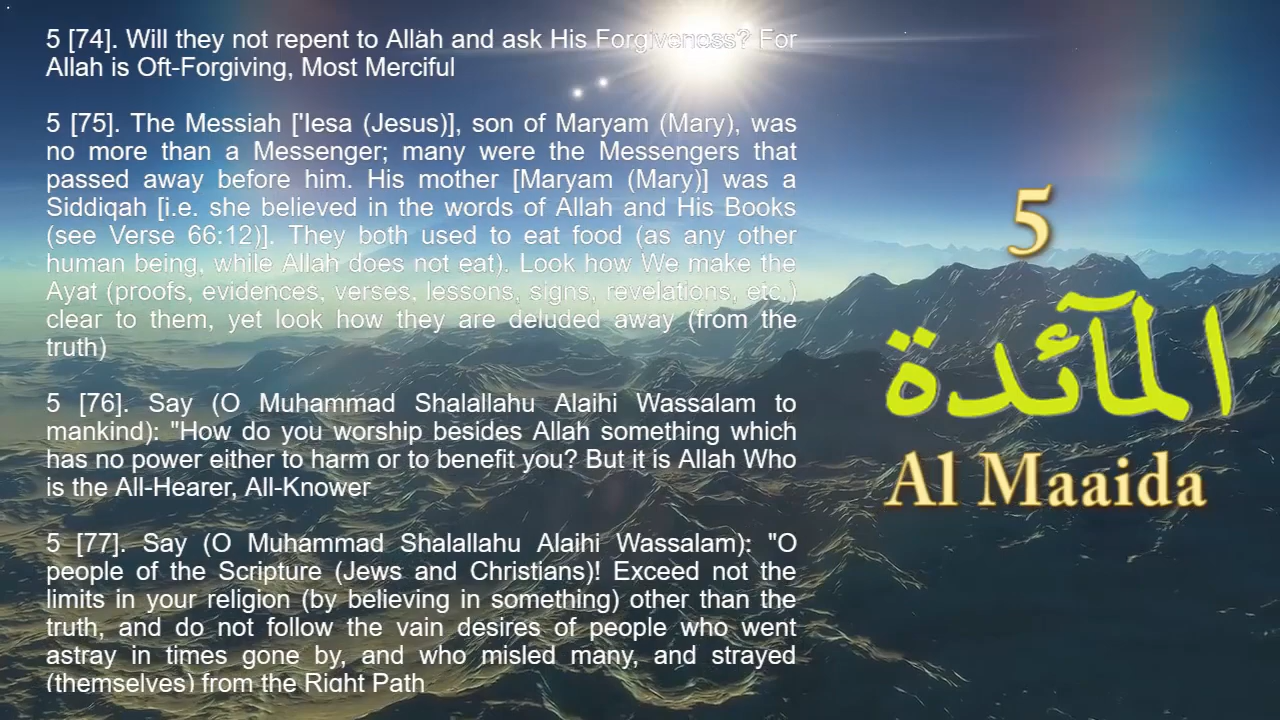 5 [74]. Will they not repent to Allah and ask His Forgiveness? For
Allah is Oft-Forgiving, Most Merciful
5 [75]. The Messiah ['Iesa (Jesus)], son of Maryam (Mary), was
no more than a Messenger; many were the Messengers that
passed away before him. His mother [Maryam (Mary)] was a
Siddiqah [i.e. she believed in the words of Allah and His Books
(see Verse 66:12)]. They both used to eat food (as any other
human being, while Allah does not eat). Look how We make the
Ayat (proofs, evidences, verses, lessons, signs, revelations, etc.)
clear to them, yet look how they are deluded away (from the
truth)
5 [76]. Say (O Muhammad Shalallahu Alaihi Wassalam to
mankind): "How do you worship besides Allah something which
has no power either to harm or to benefit you? But it is Allah Who
is the All-Hearer, All-Knower
5 [77]. Say (O Muhammad Shalallahu Alaihi Wassalam): "O
people of the Scripture (Jews and Christians)! Exceed not the
limits in your religion (by believing in something) other than the
truth, and do not follow the vain desires of people who went
astray in times gone by, and who misled many, and strayed
(themselves) from the Right Path
5
المآئدة
Al Maaida